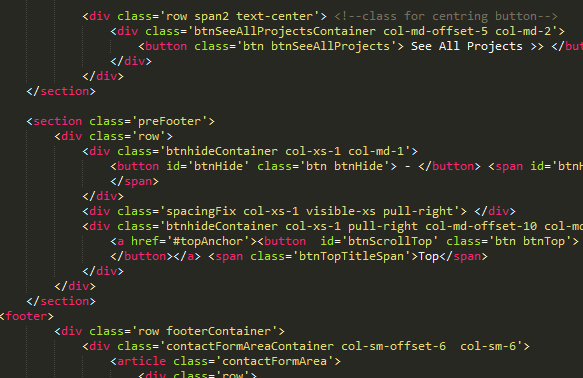 <div class='row span2 text-center'> <!--class for centring button-->
<div class='btnSeeAllProjectsContainer col-md-offset-5 col-md-2'>
<button class='btn btnSeeAllProjects'> See All Projects >> </but
</div>
</div>
</section>
<section class='preFooter'>
<div class='row'>
<div class='btnhideContainer col-xs-1 col-md-1'>
<button id='btnHide' class='btn btnHide'> - </button> <span id='btnH
</span>
</div>
<div class='spacingFix col-xs-1 visible-xs pull-right'> </div>
<div class='btnhideContainer col-xs-1 pull-right col-md-offset-10 col-md
<a href='#topAnchor'><button  id='btnScrollTop' class='btn btnTop'>
</button></a> <span class='btnTopTitleSpan'>Top</span>
</div>
</div>
</section>
<footer>
<div class='row footerContainer'>
<div class='contactFormAreaContainer col-sm-offset-6  col-sm-6'>
<article class='contactFormArea'>
<div class='row'>